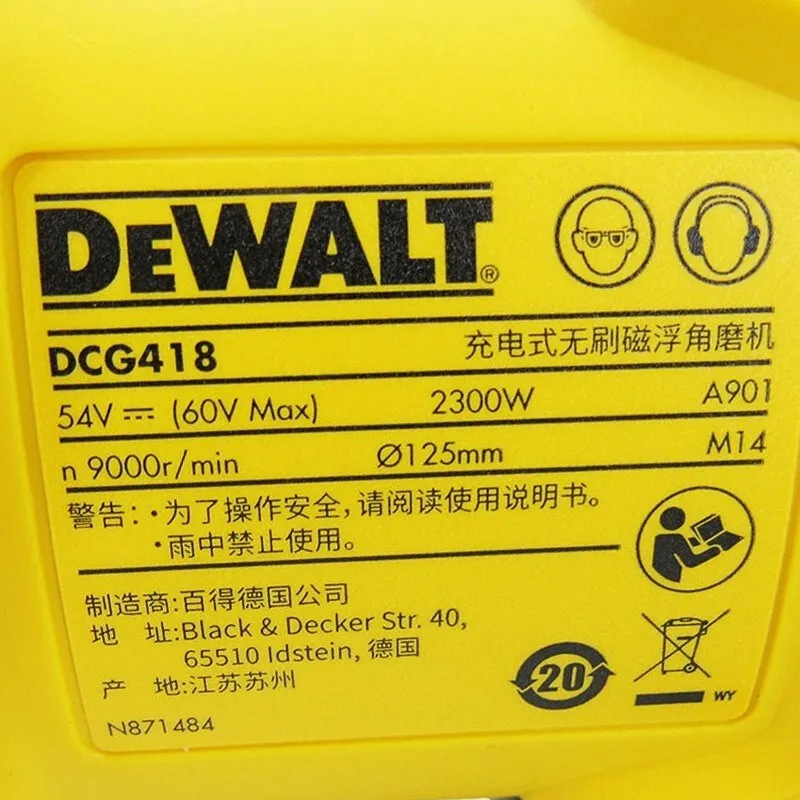 DEWALT®
DCG418 充电式无刷磁浮角磨机
54V ⎓ (60V Max) 2300W A901
n 9000r/min Ø125mm M14
警告：·为了操作安全，请阅读使用说明书。
·雨中禁止使用。
制造商:百得德国公司
地 址:Black & Decker Str. 40,
65510 Idstein, 德国
产 地:江苏苏州
20
WY
N871484